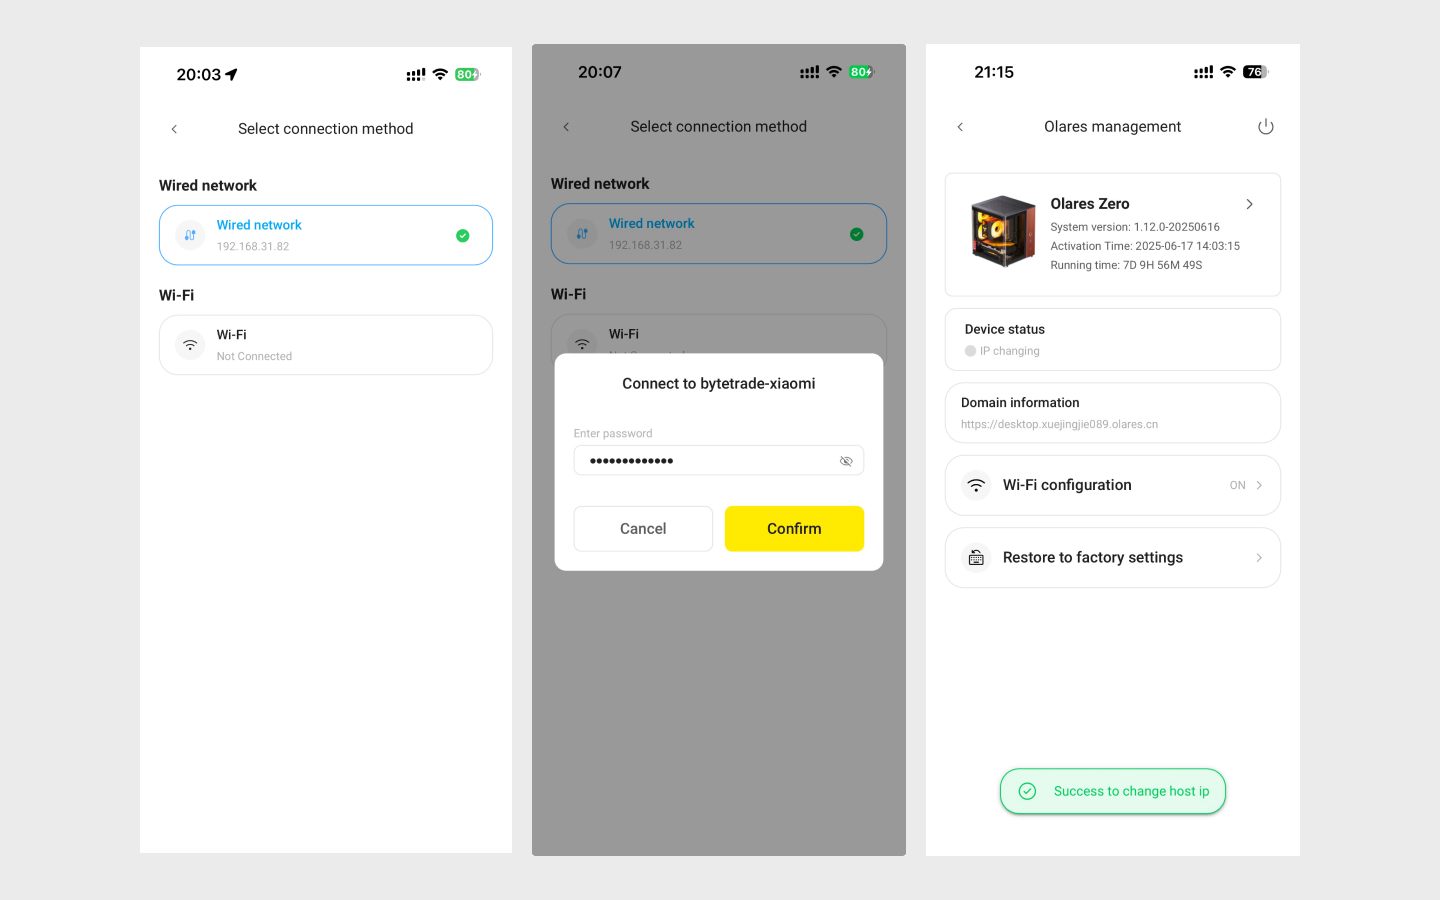 20:03
80
Select connection method
Wired network
Wired network
192.168.31.82
Wi-Fi
Wi-Fi
Not Connected
20:07
80
Select connection method
Wired network
Wired network
192.168.31.82
Wi-Fi
Wi-Fi
Not Connected
Connect to bytetrade-xiaomi
Enter password
•••••••••••••
Cancel
Confirm
21:15
76
Olares management
Olares Zero
System version: 1.12.0-20250616
Activation Time: 2025-06-17 14:03:15
Running time: 7D 9H 56M 49S
Device status
IP changing
Domain information
https://desktop.xuejingjie089.olares.cn
Wi-Fi configuration
ON
Restore to factory settings
Success to change host ip